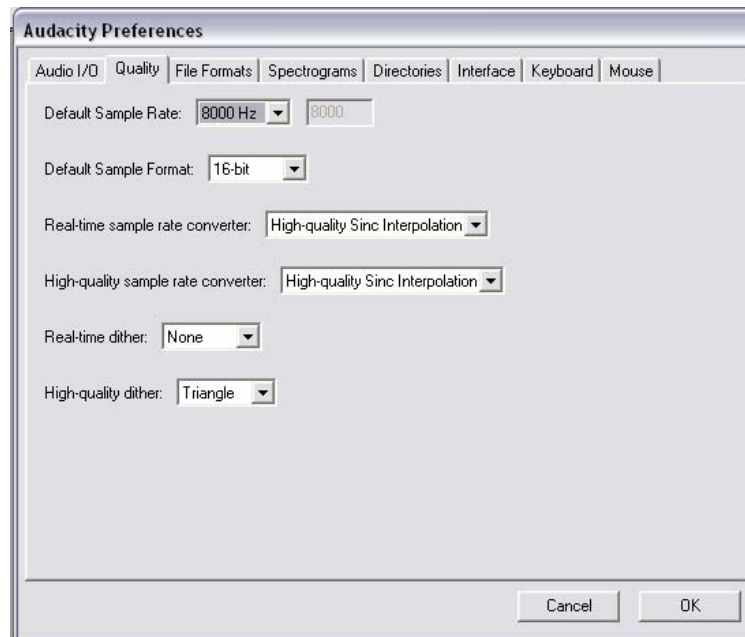 Audacity Preferences
Audio I/O Quality File Formats Spectrograms Directories Interface Keyboard Mouse
Default Sample Rate: 8000 Hz 8000
Default Sample Format: 16-bit
Real-time sample rate converter: High-quality Sinc Interpolation
High-quality sample rate converter: High-quality Sinc Interpolation
Real-time dither: None
High-quality dither: Triangle
Cancel OK